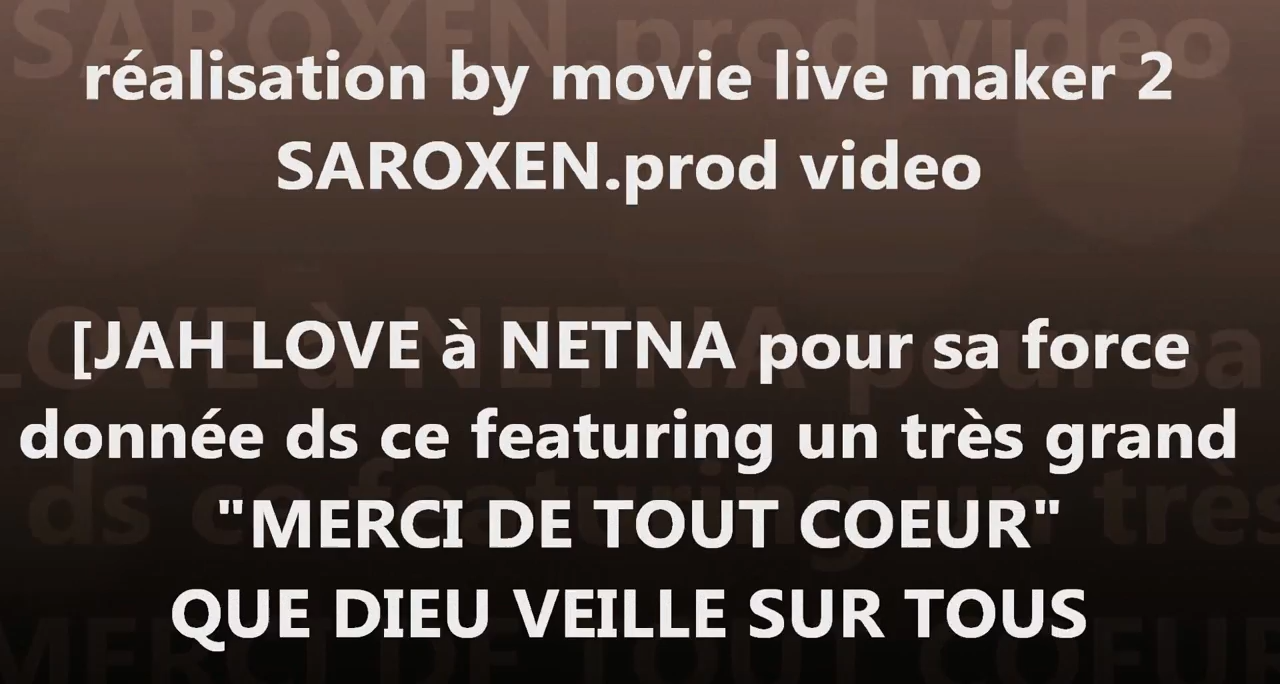 réalisation by movie live maker 2
SAROXEN.prod video
[JAH LOVE à NETNA pour sa force
donnée ds ce featuring un très grand
"MERCI DE TOUT COEUR"
QUE DIEU VEILLE SUR TOUS